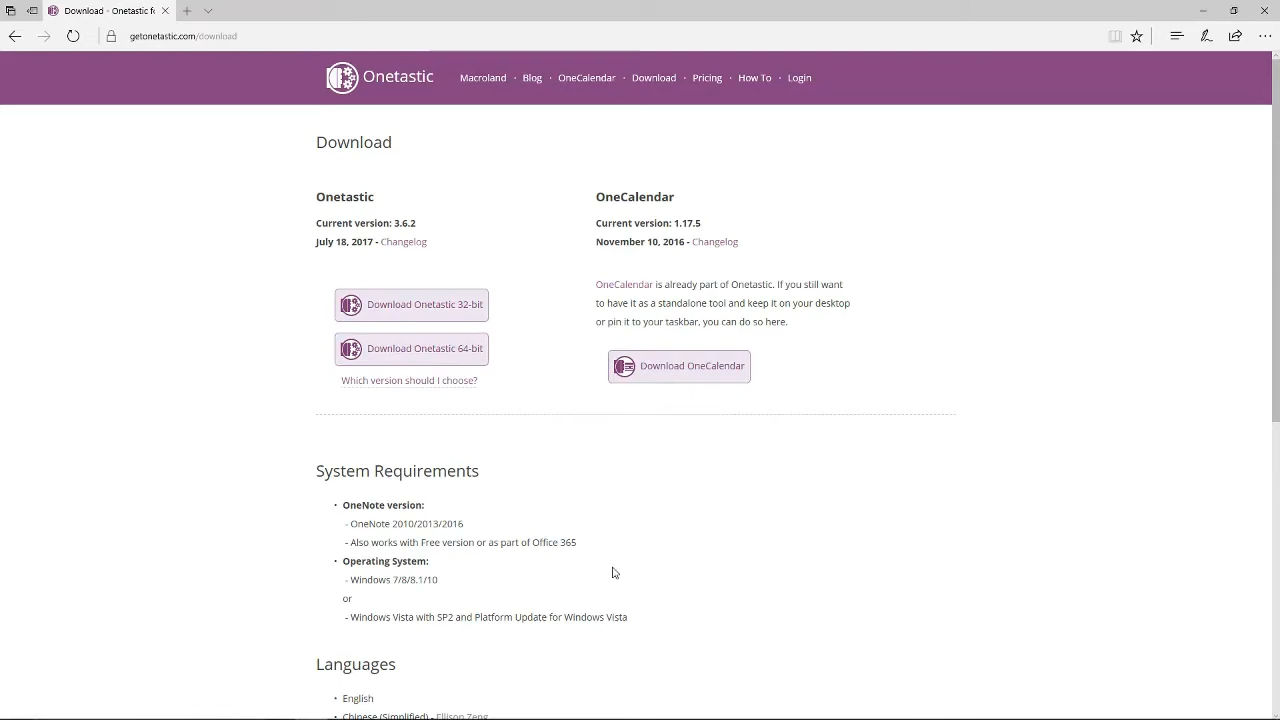 Download - Onetastic fo
getonetastic.com/download
Onetastic
Macroland · Blog · OneCalendar · Download · Pricing · How To · Login
Download
Onetastic
Current version: 3.6.2
July 18, 2017 - Changelog
Download Onetastic 32-bit
Download Onetastic 64-bit
Which version should I choose?
OneCalendar
Current version: 1.17.5
November 10, 2016 - Changelog
OneCalendar is already part of Onetastic. If you still want
to have it as a standalone tool and keep it on your desktop
or pin it to your taskbar, you can do so here.
Download OneCalendar
System Requirements
• OneNote version:
- OneNote 2010/2013/2016
- Also works with Free version or as part of Office 365
• Operating System:
- Windows 7/8/8.1/10
or
- Windows Vista with SP2 and Platform Update for Windows Vista
Languages
• English
• Chinese (Simplified) - Ellison Zeng